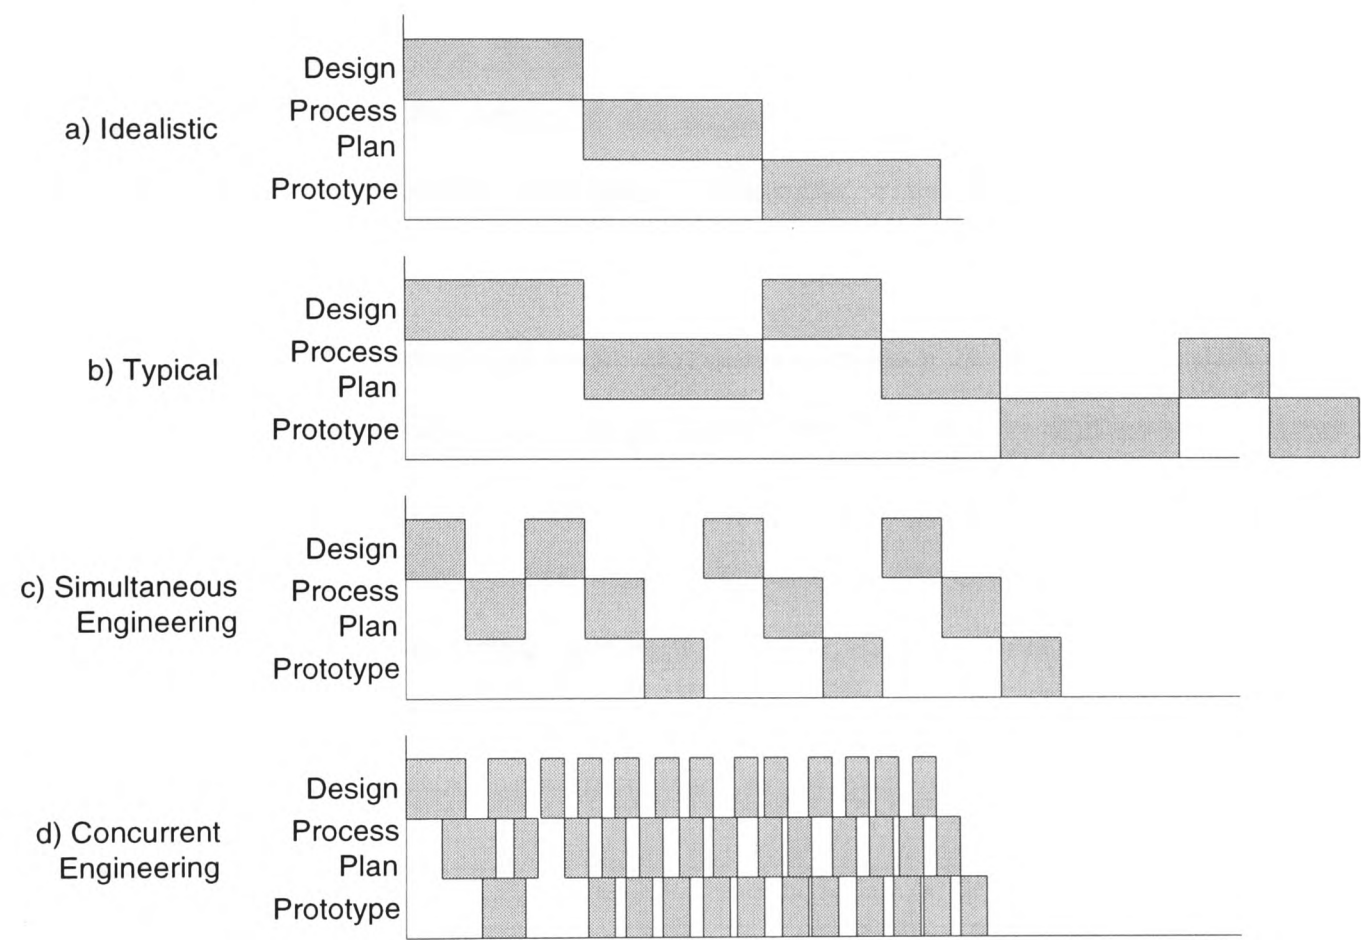 Design
Process
a) Idealistic
Plan
Prototype
Design
Process
b) Typical
Plan
Prototype
Design
c) Simultaneous
Process
Engineering
Plan
Prototype
Design
d) Concurrent
Process
Engineering
Plan
Prototype